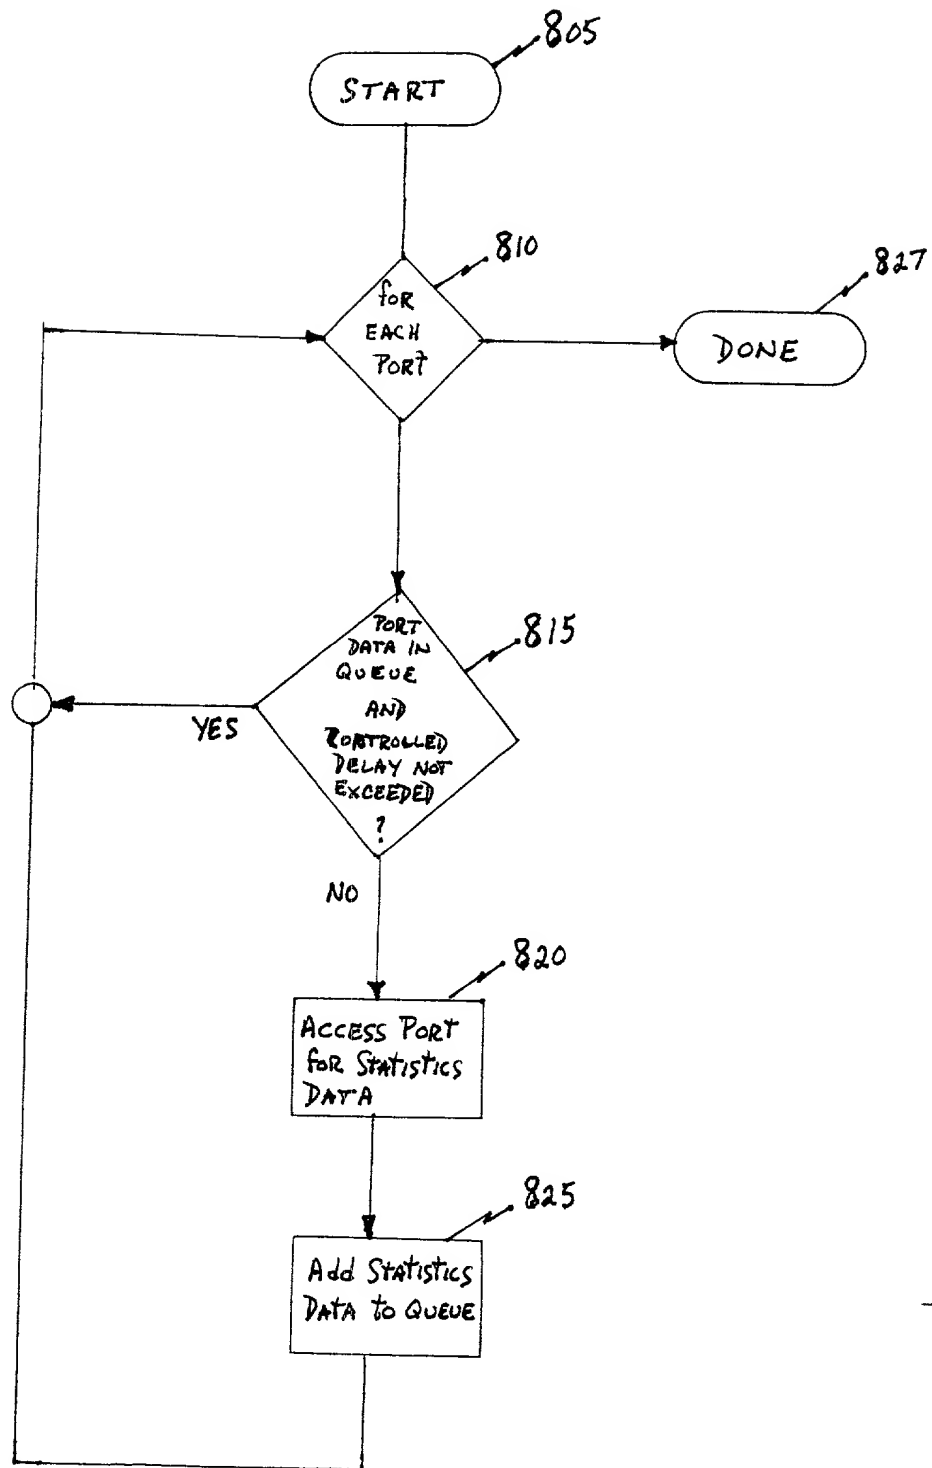 805
START
810
for
EACH
PORT
827
DONE
815
PORT
DATA IN
QUEUE
AND
CONTROLLED
DELAY NOT
EXCEEDED
?
YES
NO
820
ACCESS PORT
for STATISTICS
DATA
825
Add STATISTICS
DATA to QUEUE